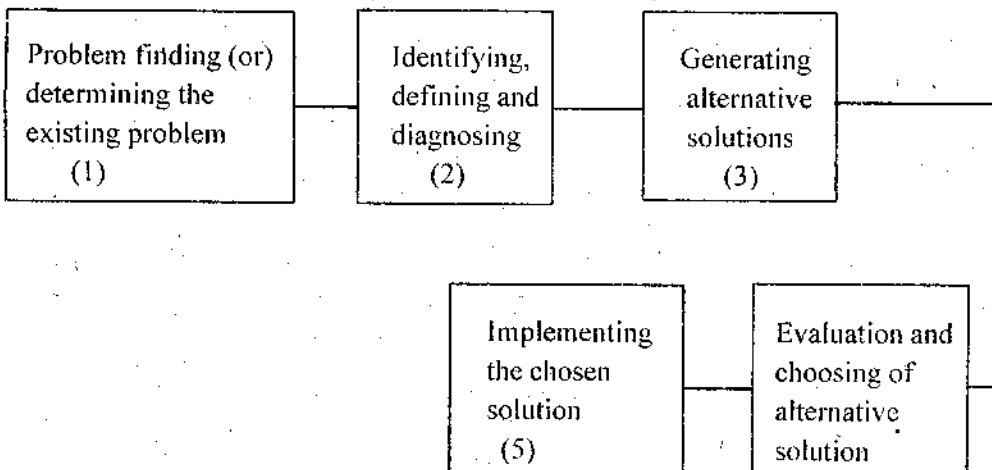 Problem finding (or)
determining the
existing problem
(1)
Identifying,
defining and
diagnosing
(2)
Generating
alternative
solutions
(3)
Implementing
the chosen
solution
(5)
Evaluation and
choosing of
alternative
solution